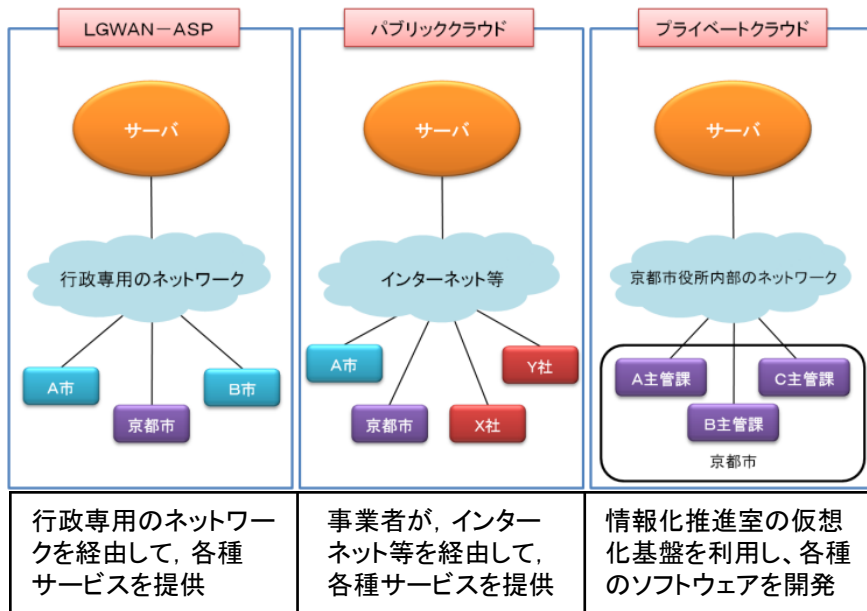 LGWAN－ASP
サーバ
行政専用のネットワーク
A市
B市
京都市
行政専用のネットワー
クを経由して，各種
サービスを提供
パブリッククラウド
サーバ
インターネット等
A市
Y社
京都市
X社
事業者が，インター
ネット等を経由して，
各種サービスを提供
プライベートクラウド
サーバ
京都市役所内部のネットワーク
A主管課
C主管課
B主管課
京都市
情報化推進室の仮想
化基盤を利用し、各種
のソフトウェアを開発